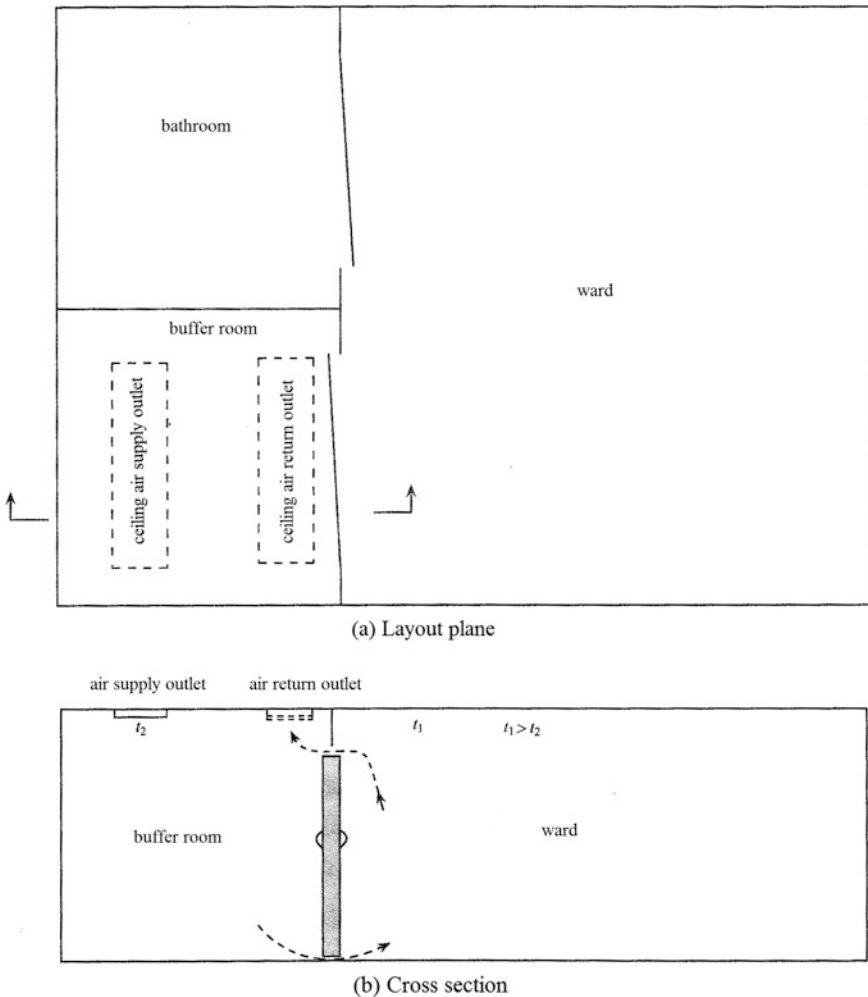 bathroom
ward
buffer room
ceiling air supply outlet
ceiling air return outlet
(a) Layout plane
air supply outlet air return outlet
t₂ t₁ t₁ > t₂
buffer room ward
(b) Cross section